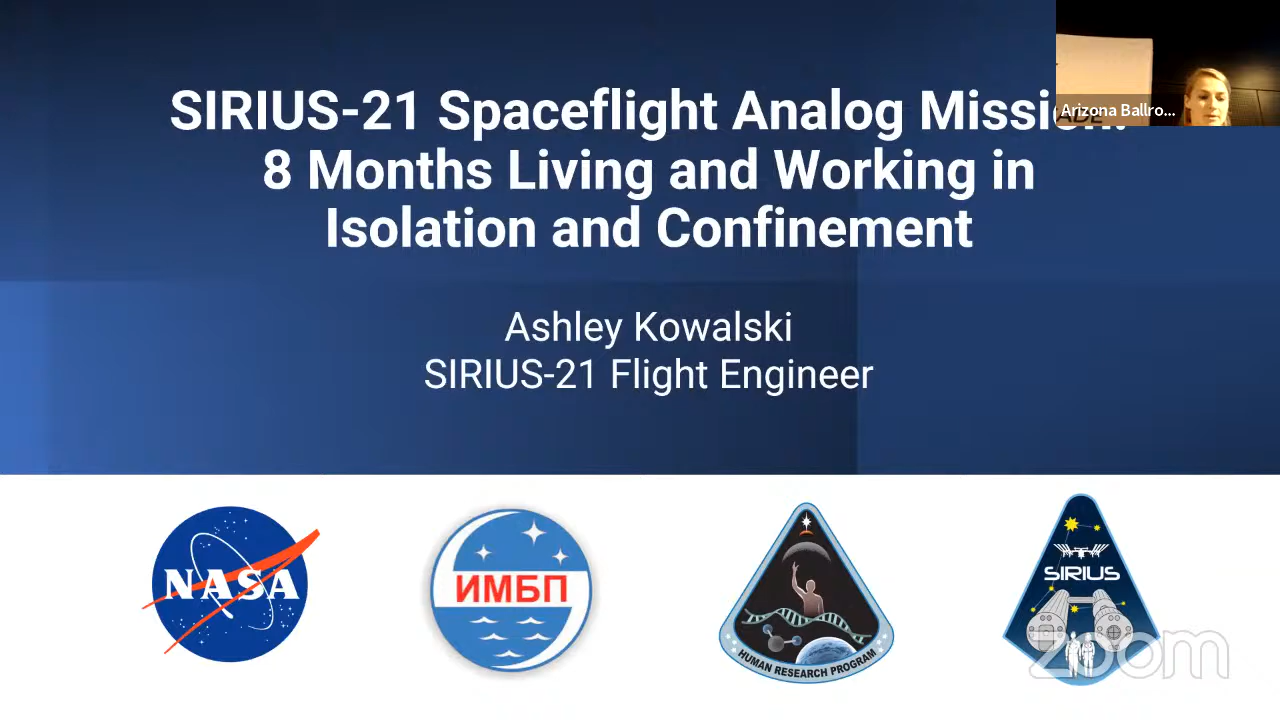 SIRIUS-21 Spaceflight Analog Mission:
8 Months Living and Working in
Isolation and Confinement
Arizona Ballro...
Ashley Kowalski
SIRIUS-21 Flight Engineer
NASA
ИМБП
HUMAN RESEARCH PROGRAM
SIRIUS
zoom